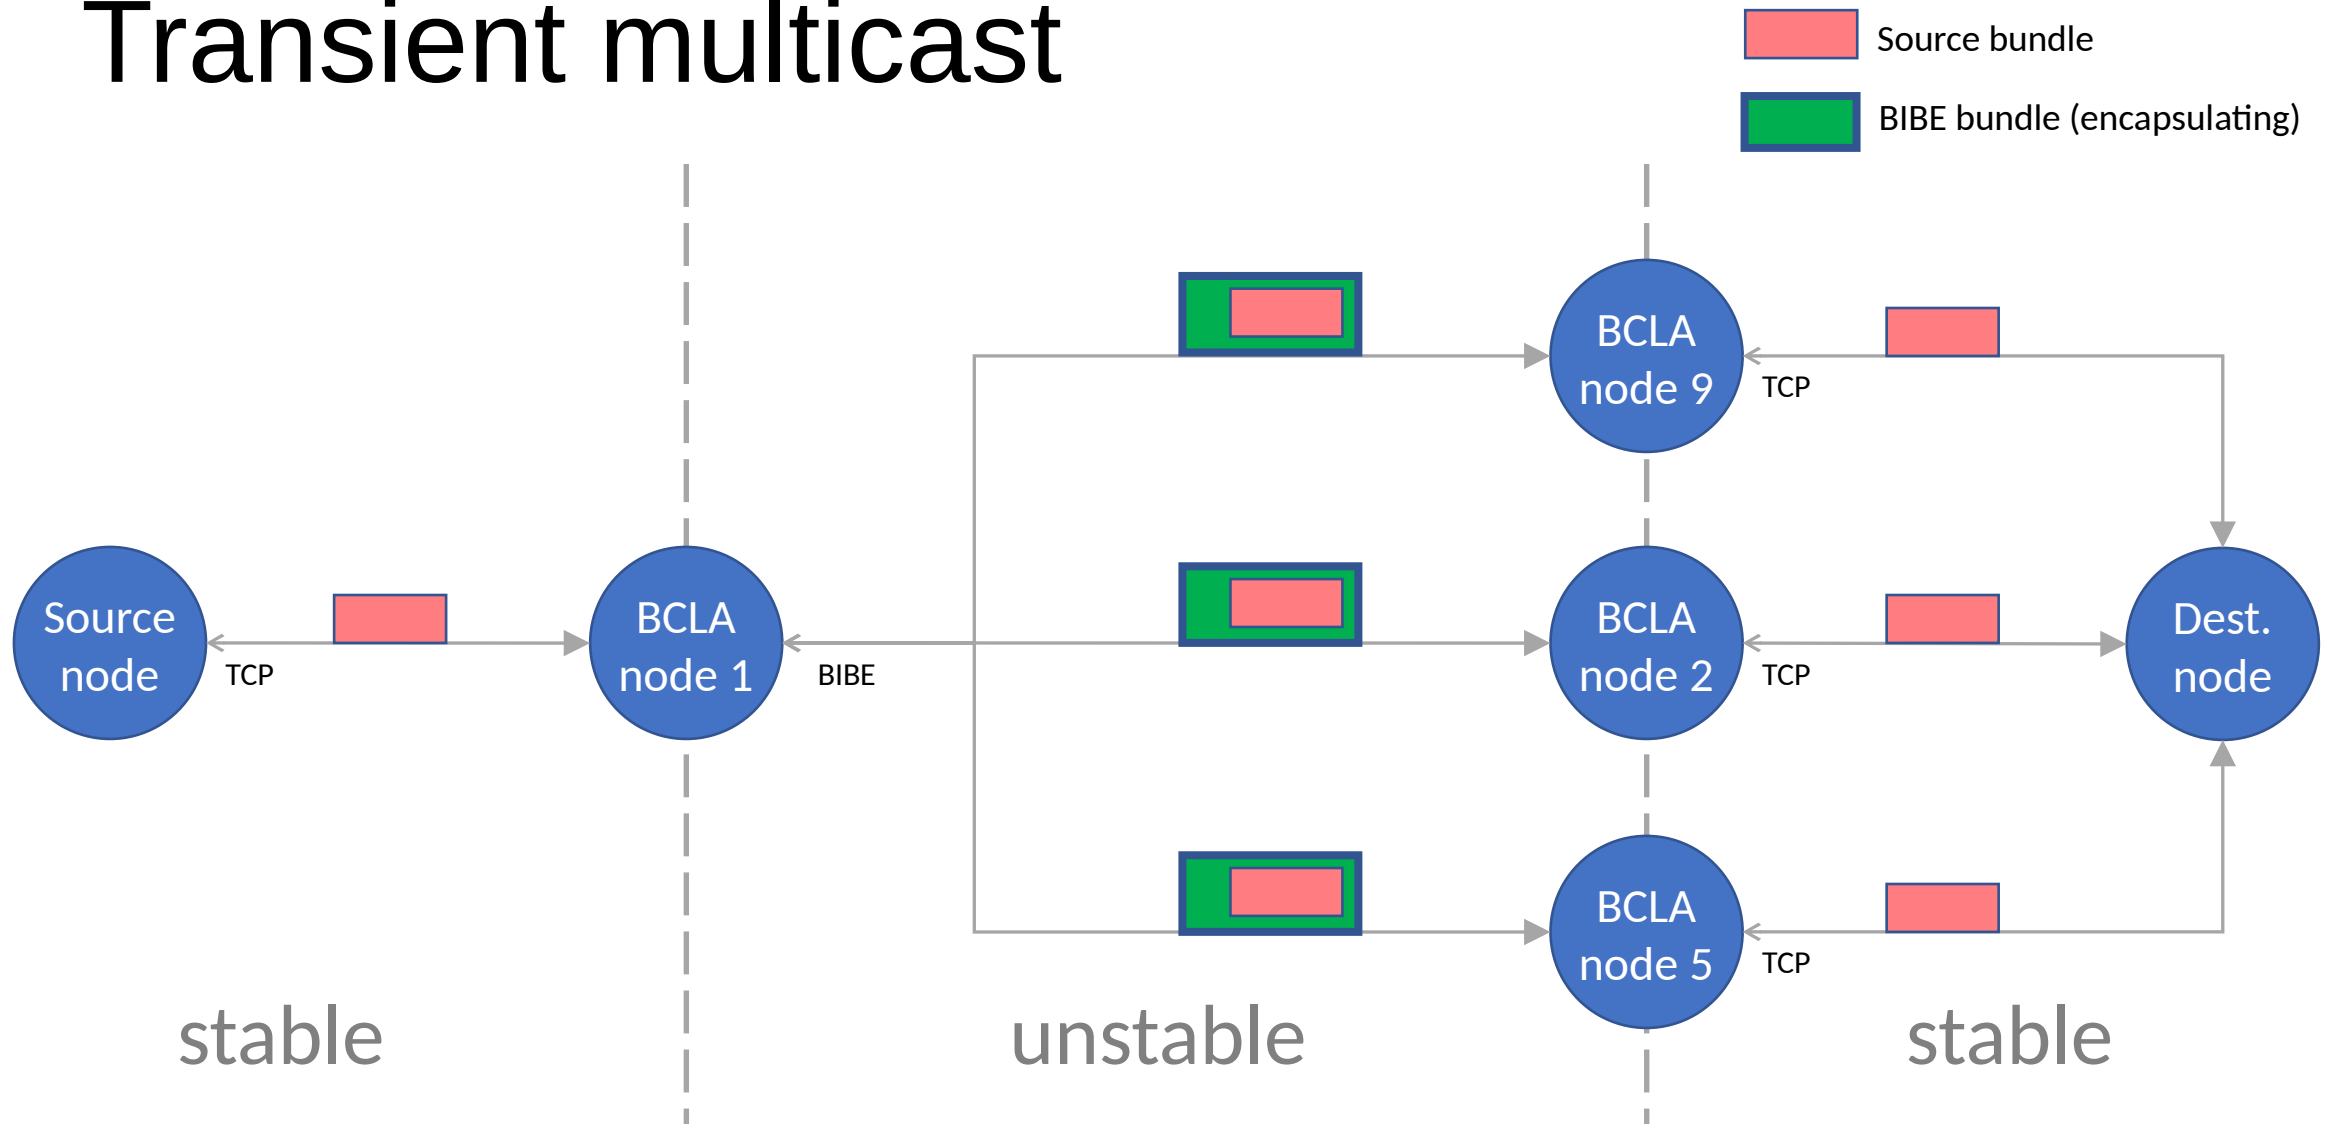 Transient multicast
Source bundle
BIBE bundle (encapsulating)
BCLA
node 9
TCP
Source
node
TCP
BCLA
node 1
BIBE
BCLA
node 2
TCP
Dest.
node
BCLA
node 5
TCP
stable
unstable
stable